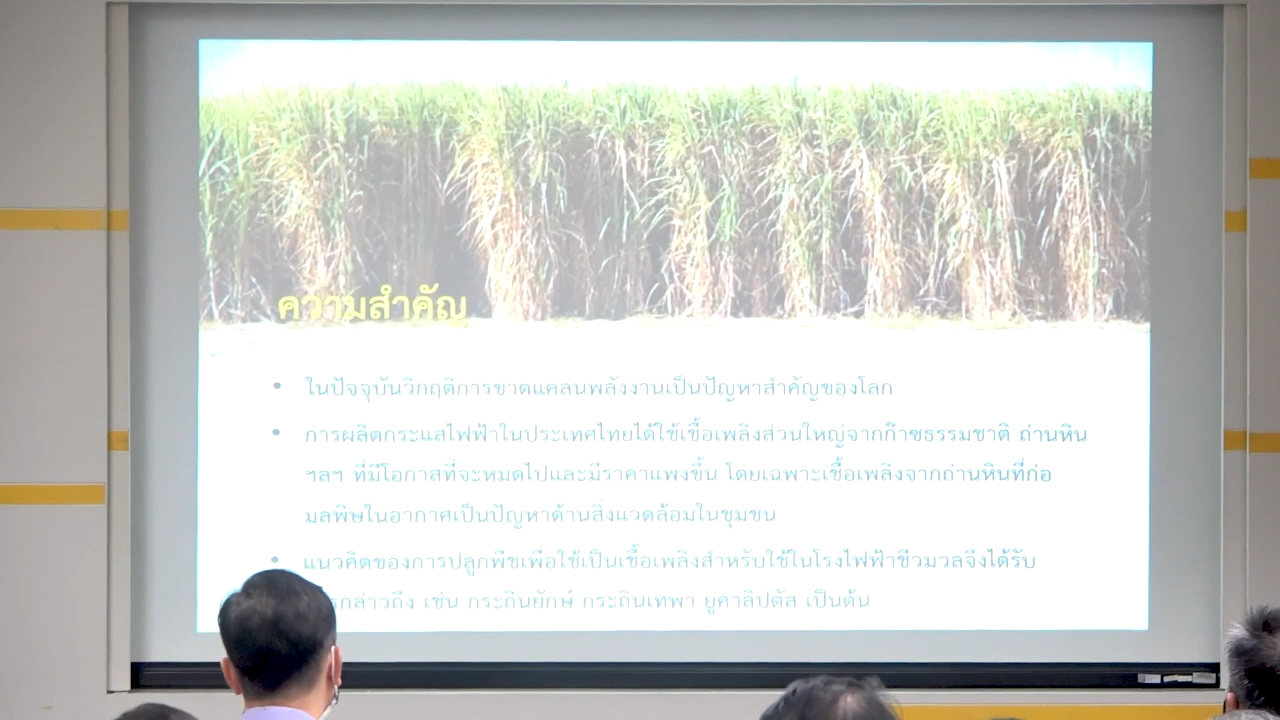 ความสำคัญ
• ในปัจจุบันวิกฤติการขาดแคลนพลังงานเป็นปัญหาสำคัญของโลก
• การผลิตกระแสไฟฟ้าในประเทศไทยได้ใช้เชื้อเพลิงส่วนใหญ่จากก๊าซธรรมชาติ ถ่านหิน
ฯลฯ ที่มีโอกาสที่จะหมดไปและมีราคาแพงขึ้น โดยเฉพาะเชื้อเพลิงจากถ่านหินที่ก่อ
มลพิษในอากาศเป็นปัญหาด้านสิ่งแวดล้อมในชุมชน
• แนวคิดของการปลูกพืชเพื่อใช้เป็นเชื้อเพลิงสำหรับใช้ในโรงไฟฟ้าชีวมวลจึงได้รับ
กล่าวถึง เช่น กระถินยักษ์ กระถินเทพา ยูคาลิปตัส เป็นต้น